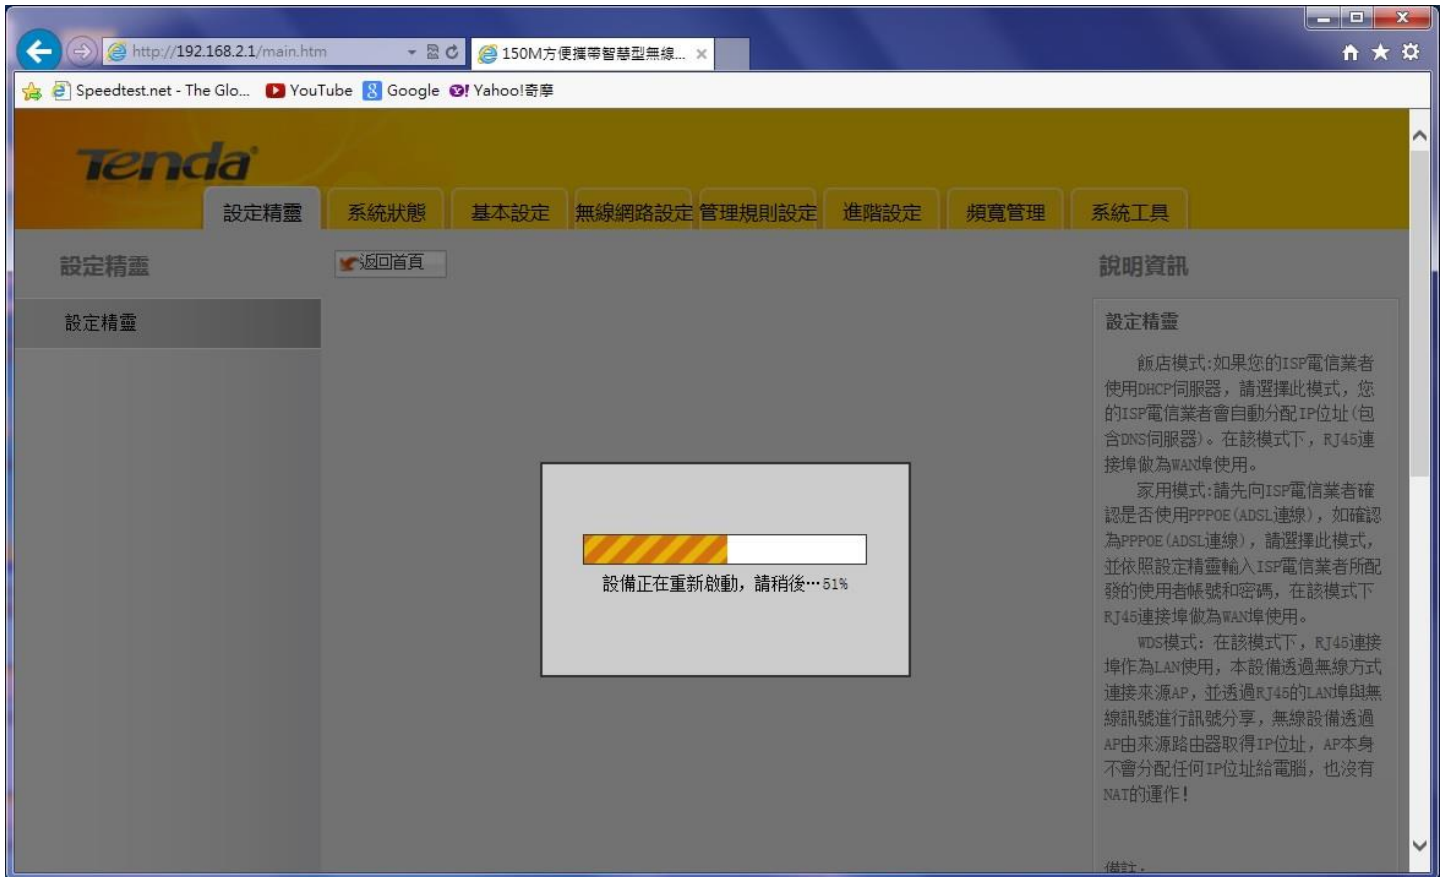 http://192.168.2.1/main.htm
150M方便攜帶智慧型無線...
Speedtest.net - The Glo... YouTube Google Yahoo!奇摩
Tenda
設定精靈 系統狀態 基本設定 無線網路設定 管理規則設定 進階設定 頻寬管理 系統工具
設定精靈
返回首頁
說明資訊
設定精靈
設定精靈
飯店模式:如果您的ISP電信業者
使用DHCP伺服器，請選擇此模式，您
的ISP電信業者會自動分配IP位址(包
含DNS伺服器)。在該模式下，RJ45連
接埠做為WAN埠使用。
家用模式:請先向ISP電信業者確
認是否使用PPPOE(ADSL連線)，如確認
為PPPOE(ADSL連線)，請選擇此模式，
並依照設定精靈輸入ISP電信業者所配
發的使用者帳號和密碼，在該模式下
RJ45連接埠做為WAN埠使用。
WDS模式: 在該模式下，RJ45連接
埠作為LAN使用，本設備透過無線方式
連接來源AP，並透過RJ45的LAN埠與無
線訊號進行訊號分享，無線設備透過
AP由來源路由器取得IP位址，AP本身
不會分配任何IP位址給電腦，也沒有
NAT的運作!
備註:
設備正在重新啟動，請稍後…51%